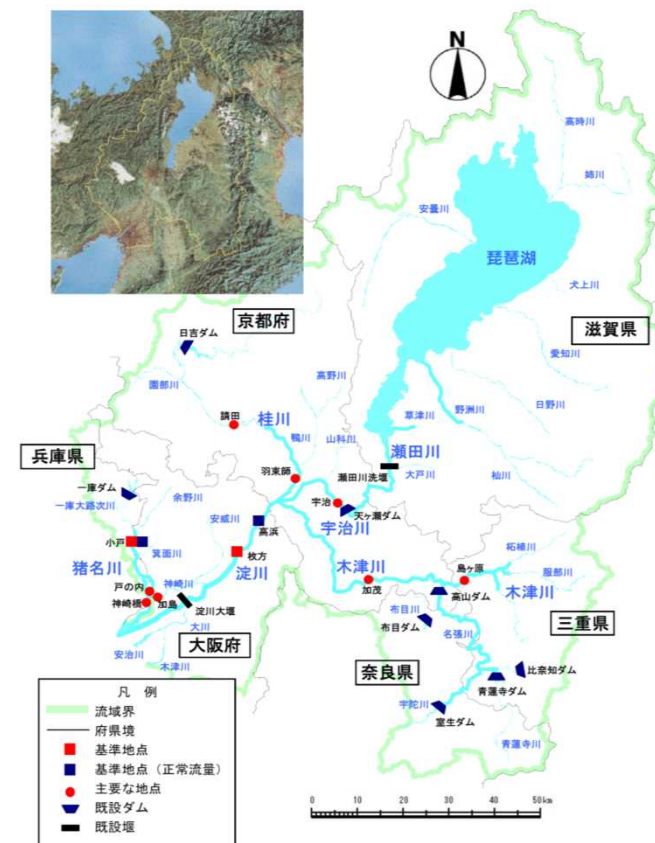 N
高時川
姉川
安曇川
琵琶湖
犬上川
京都府
滋賀県
日吉ダム
愛知川
園部川
高野川
日野川
請田
桂川
草津川
野洲川
鴨川
山科川
瀬田川
兵庫県
羽束師
瀬田川洗堰
大戸川
杣川
一庫ダム
余野川
宇治
一庫大路次川
安威川
天ヶ瀬ダム
高浜
宇治川
小戸
箕面川
枚方
木津川
島ヶ原
柘植川
猪名川
淀川
服部川
戸の内
神崎川
加茂
木津川
神崎橋
加島
淀川大堰
高山ダム
布目川
三重県
大川
布目ダム
名張川
大阪府
安治川
比奈知ダム
木津川
奈良県
青蓮寺ダム
宇陀川
室生ダム
青蓮寺川
凡 例
流域界
府県境
基準地点
基準地点（正常流量）
主要な地点
既設ダム
既設堰
0 10 20 30 40 50km